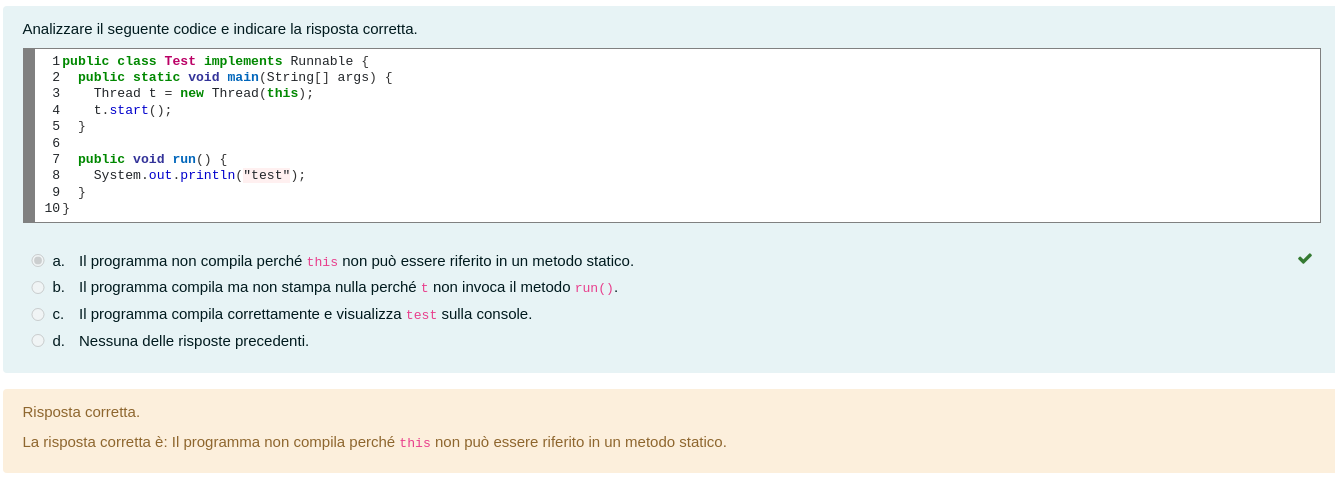 Analizzare il seguente codice e indicare la risposta corretta.
1 public class Test implements Runnable {
2   public static void main(String[] args) {
3     Thread t = new Thread(this);
4     t.start();
5   }
6
7   public void run() {
8     System.out.println("test");
9   }
10 }
a. Il programma non compila perché this non può essere riferito in un metodo statico.
b. Il programma compila ma non stampa nulla perché t non invoca il metodo run().
c. Il programma compila correttamente e visualizza test sulla console.
d. Nessuna delle risposte precedenti.
Risposta corretta.
La risposta corretta è: Il programma non compila perché this non può essere riferito in un metodo statico.